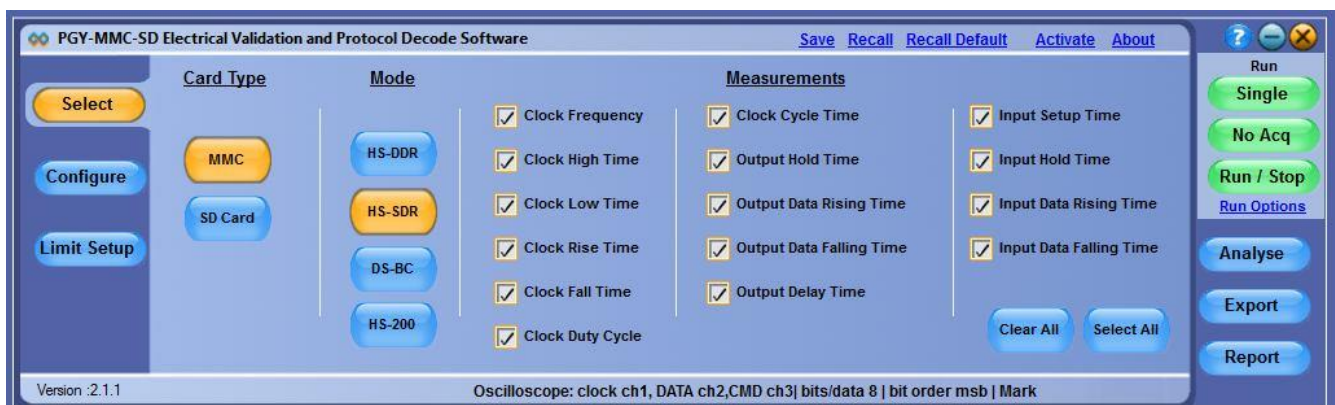 PGY-MMC-SD Electrical Validation and Protocol Decode Software
Save Recall Recall Default Activate About
?
Select
Configure
Limit Setup
Card Type
MMC
SD Card
Mode
HS-DDR
HS-SDR
DS-BC
HS-200
Measurements
Clock Frequency
Clock High Time
Clock Low Time
Clock Rise Time
Clock Fall Time
Clock Duty Cycle
Clock Cycle Time
Output Hold Time
Output Data Rising Time
Output Data Falling Time
Output Delay Time
Input Setup Time
Input Hold Time
Input Data Rising Time
Input Data Falling Time
Clear All
Select All
Run
Single
No Acq
Run / Stop
Run Options
Analyse
Export
Report
Version :2.1.1
Oscilloscope: clock ch1, DATA ch2,CMD ch3| bits/data 8 | bit order msb | Mark